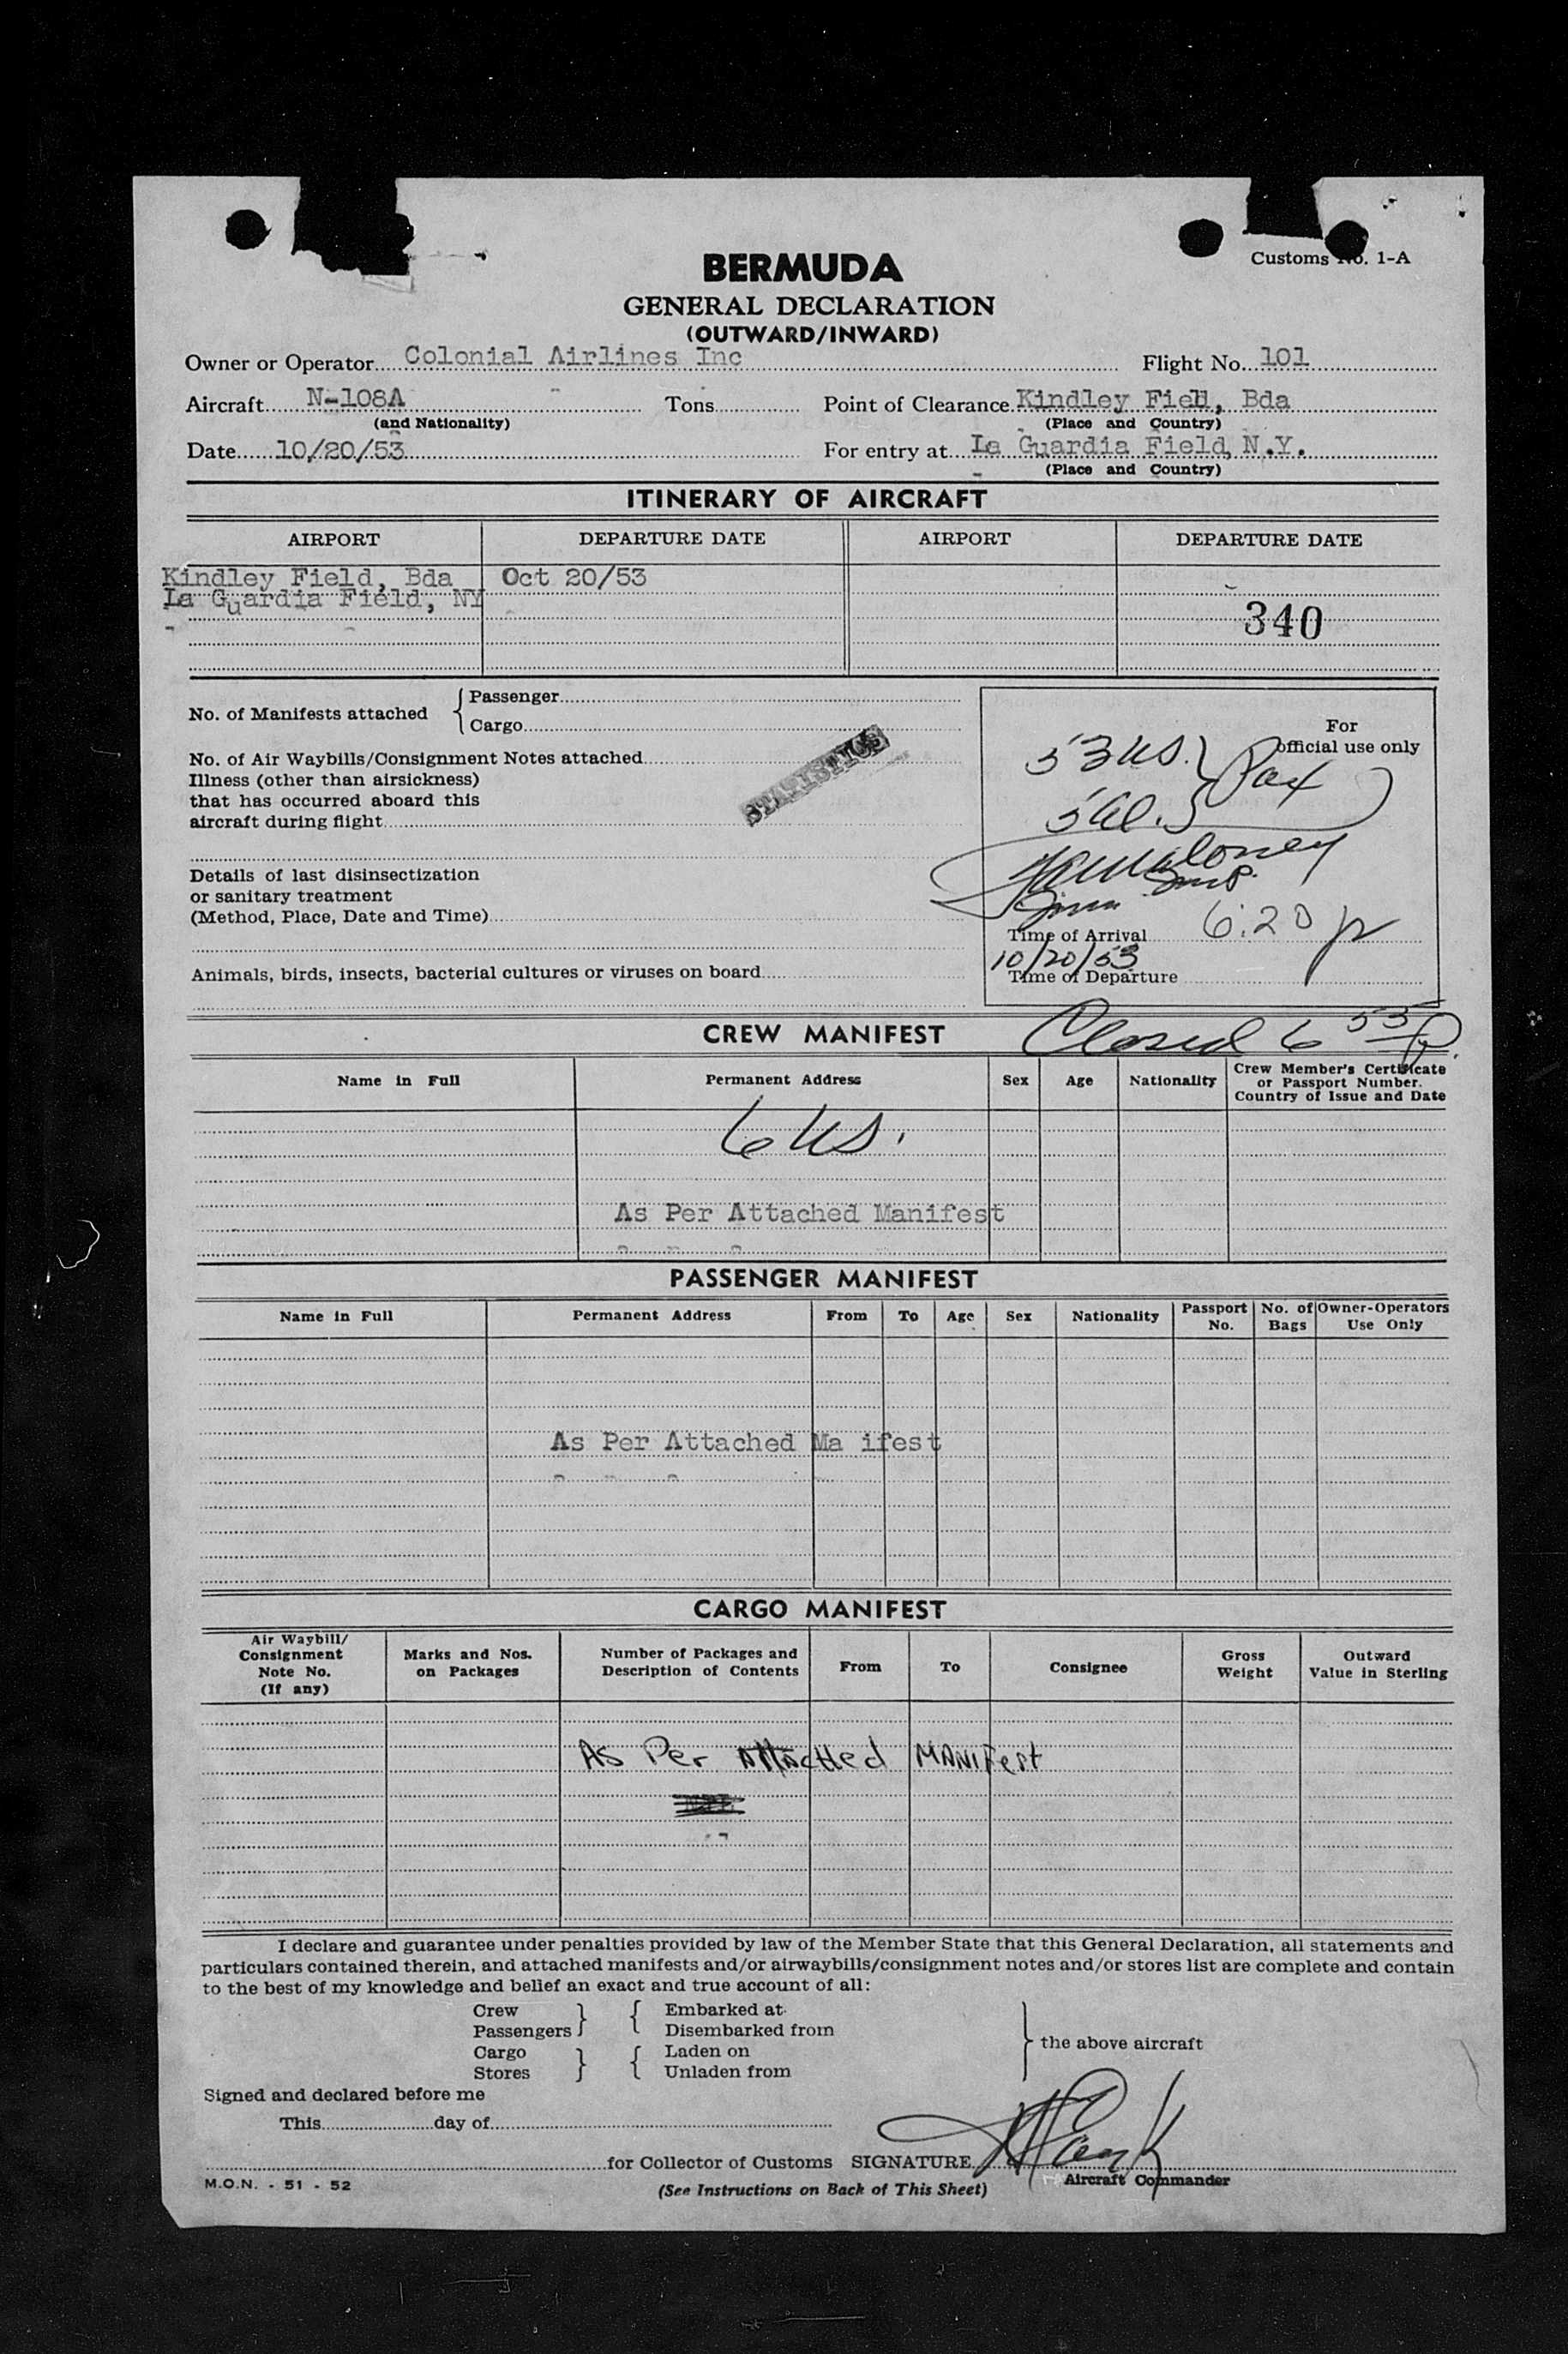 Customs No. 1-A
BERMUDA
GENERAL DECLARATION
(OUTWARD/INWARD)
Owner or Operator Colonial Airlines Inc Flight No. 101
Aircraft N-108A Tons Point of Clearance Kindley Field, Bda
(and Nationality) (Place and Country)
Date 10/20/53 For entry at La Guardia Field, N.Y.
(Place and Country)
ITINERARY OF AIRCRAFT
AIRPORT DEPARTURE DATE AIRPORT DEPARTURE DATE
Kindley Field, Bda Oct 20/53
La Guardia Field, NY
340
No. of Manifests attached { Passenger
Cargo
No. of Air Waybills/Consignment Notes attached
Illness (other than airsickness)
that has occurred aboard this
aircraft during flight
STATISTICS
Details of last disinsectization
or sanitary treatment
(Method, Place, Date and Time)
Animals, birds, insects, bacterial cultures or viruses on board
For
official use only
53 US. } Pax
5 Al.
Time of Arrival 6:20 p
10/20/53
Time of Departure
Closed 6 55 p.
CREW MANIFEST
Name in Full Permanent Address Sex Age Nationality Crew Member's Certificate
or Passport Number.
Country of Issue and Date
6 US.
As Per Attached Manifest
PASSENGER MANIFEST
Name in Full Permanent Address From To Age Sex Nationality Passport No. No. of Bags Owner-Operators Use Only
As Per Attached Ma ifest
CARGO MANIFEST
Air Waybill/
Consignment
Note No.
(If any)
Marks and Nos.
on Packages
Number of Packages and
Description of Contents
From To Consignee
Gross
Weight
Outward
Value in Sterling
As Per Attached Manifest
I declare and guarantee under penalties provided by law of the Member State that this General Declaration, all statements and
particulars contained therein, and attached manifests and/or airwaybills/consignment notes and/or stores list are complete and contain
to the best of my knowledge and belief an exact and true account of all:
Crew } { Embarked at
Passengers Disembarked from
} the above aircraft
Cargo } { Laden on
Stores Unladen from
Signed and declared before me
This day of
for Collector of Customs SIGNATURE
Aircraft Commander
M.O.N. - 51 - 52
(See Instructions on Back of This Sheet)